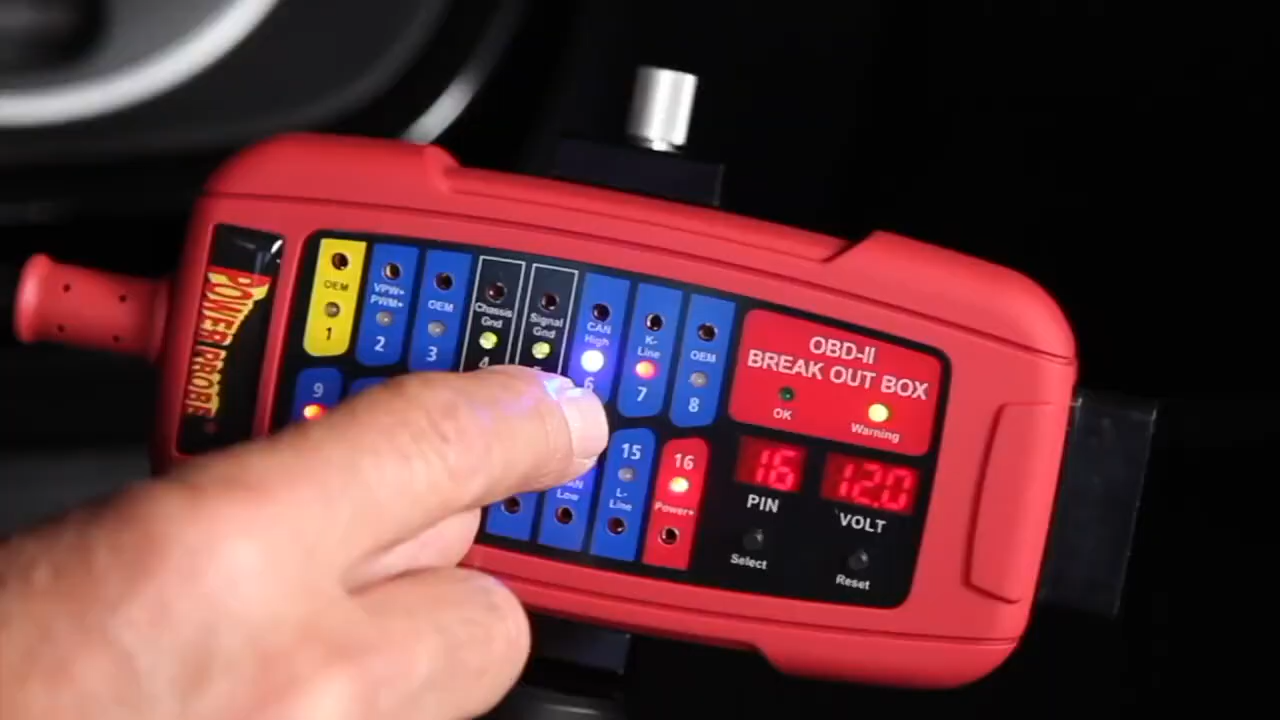 POWER PROBE
OEM
1
VPW+
PWM+
2
OEM
3
Chassis
Gnd
4
Signal
Gnd
CAN
High
6
K-
Line
7
OEM
8
9
Low
15
L-
Line
16
Power+
OBD-II
BREAK OUT BOX
OK
Warning
16
PIN
12.0
VOLT
Select
Reset